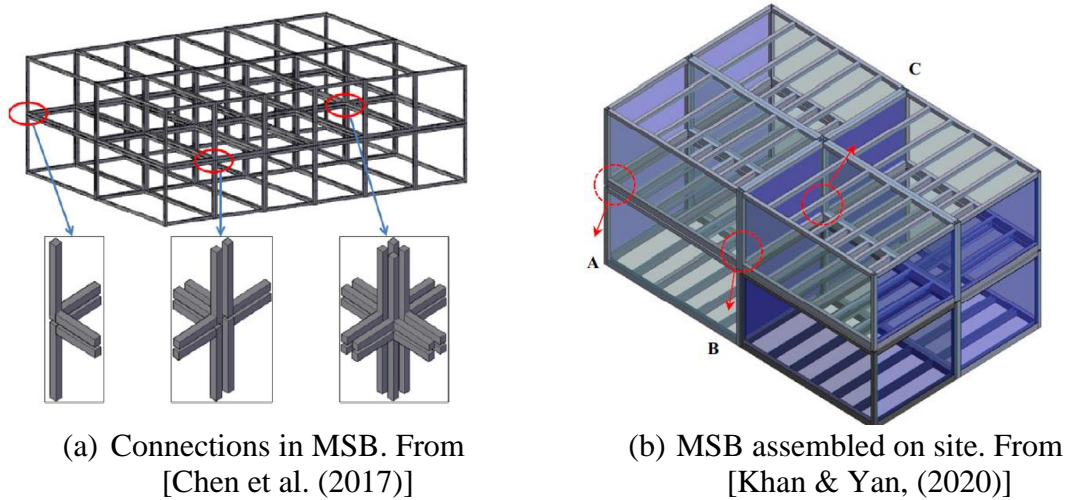 C
A
B
(a) Connections in MSB. From
[Chen et al. (2017)]
(b) MSB assembled on site. From
[Khan & Yan, (2020)]